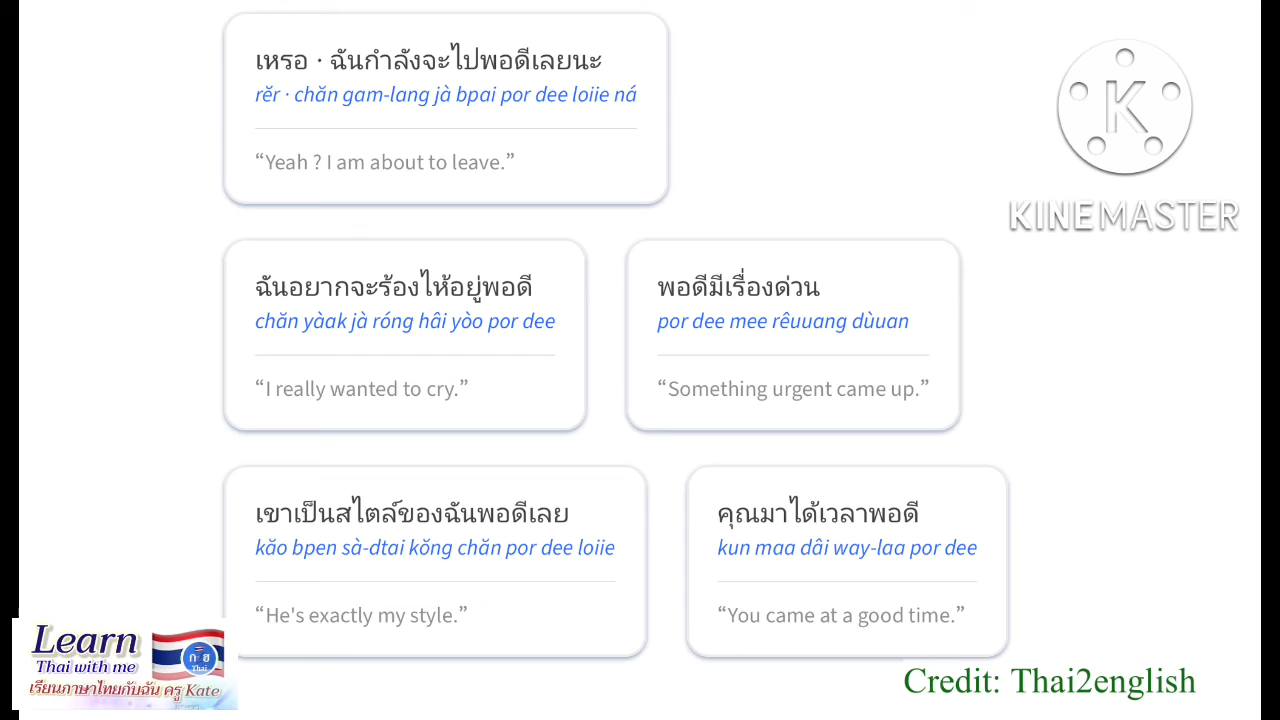 เหรอ · ฉันกำลังจะไปพอดีเลยนะ
rěr · chăn gam-lang jà bpai por dee loiie ná
“Yeah ? I am about to leave.”
K
KINEMASTER
ฉันอยากจะร้องไห้อยู่พอดี
chăn yàak jà róng hâi yòo por dee
“I really wanted to cry.”
พอดีมีเรื่องด่วน
por dee mee rêuuang dùuan
“Something urgent came up.”
เขาเป็นสไตล์ของฉันพอดีเลย
kăo bpen sà-dtai kŏng chăn por dee loiie
“He's exactly my style.”
คุณมาได้เวลาพอดี
kun maa dâi way-laa por dee
“You came at a good time.”
Learn
Thai with me
ก ฮ
Thai
เรียนภาษาไทยกับฉัน ครู Kate
Credit: Thai2english